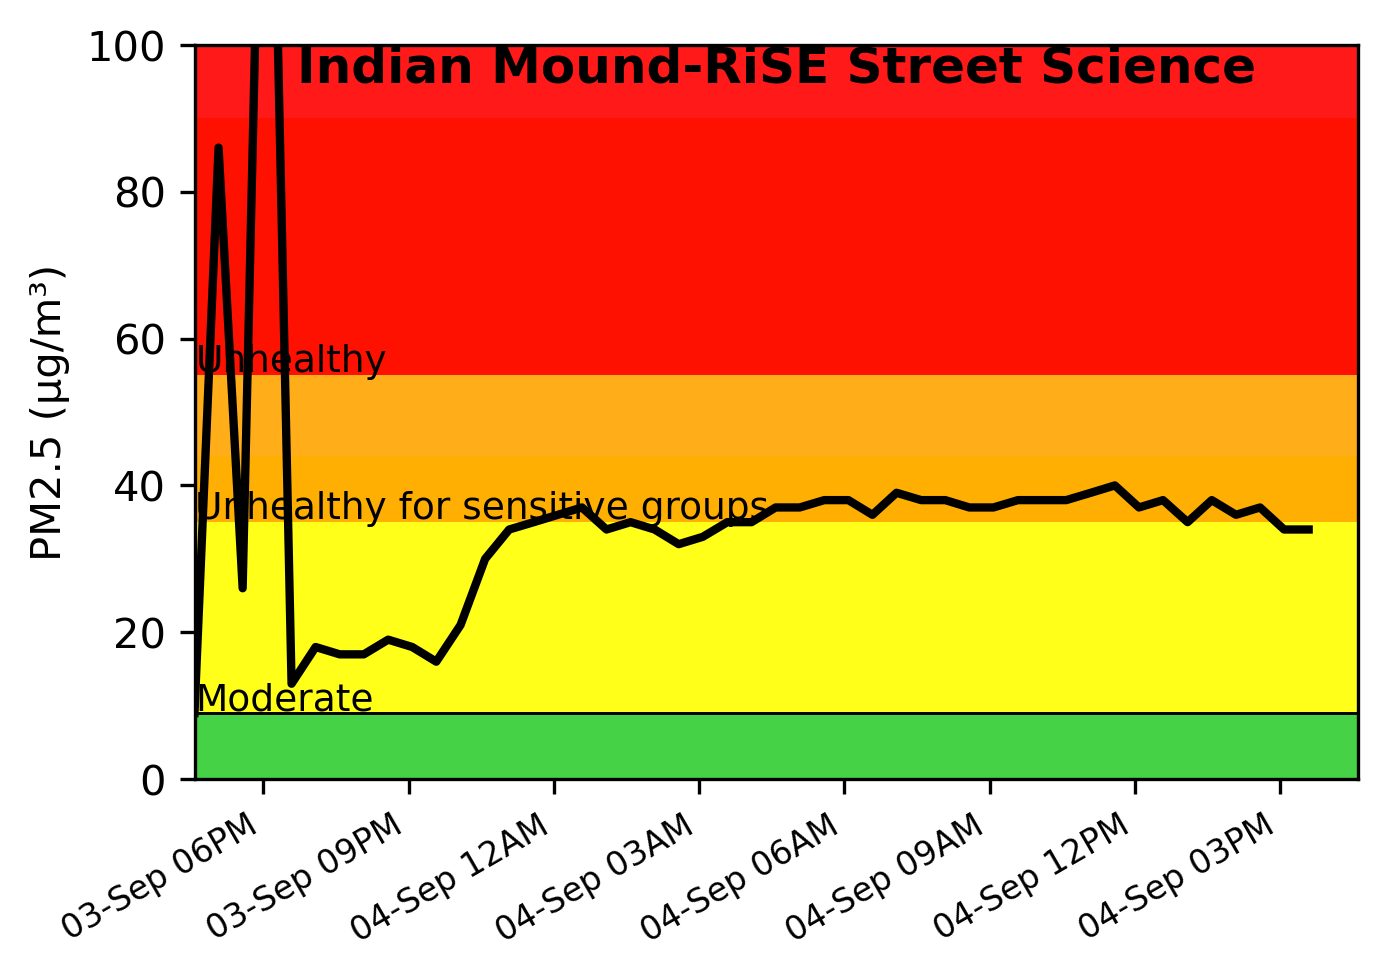 Indian Mound-RiSE Street Science
PM2.5 (µg/m³)
100
80
60
40
20
0
Unhealthy
Unhealthy for sensitive groups
Moderate
03-Sep 06PM
03-Sep 09PM
04-Sep 12AM
04-Sep 03AM
04-Sep 06AM
04-Sep 09AM
04-Sep 12PM
04-Sep 03PM